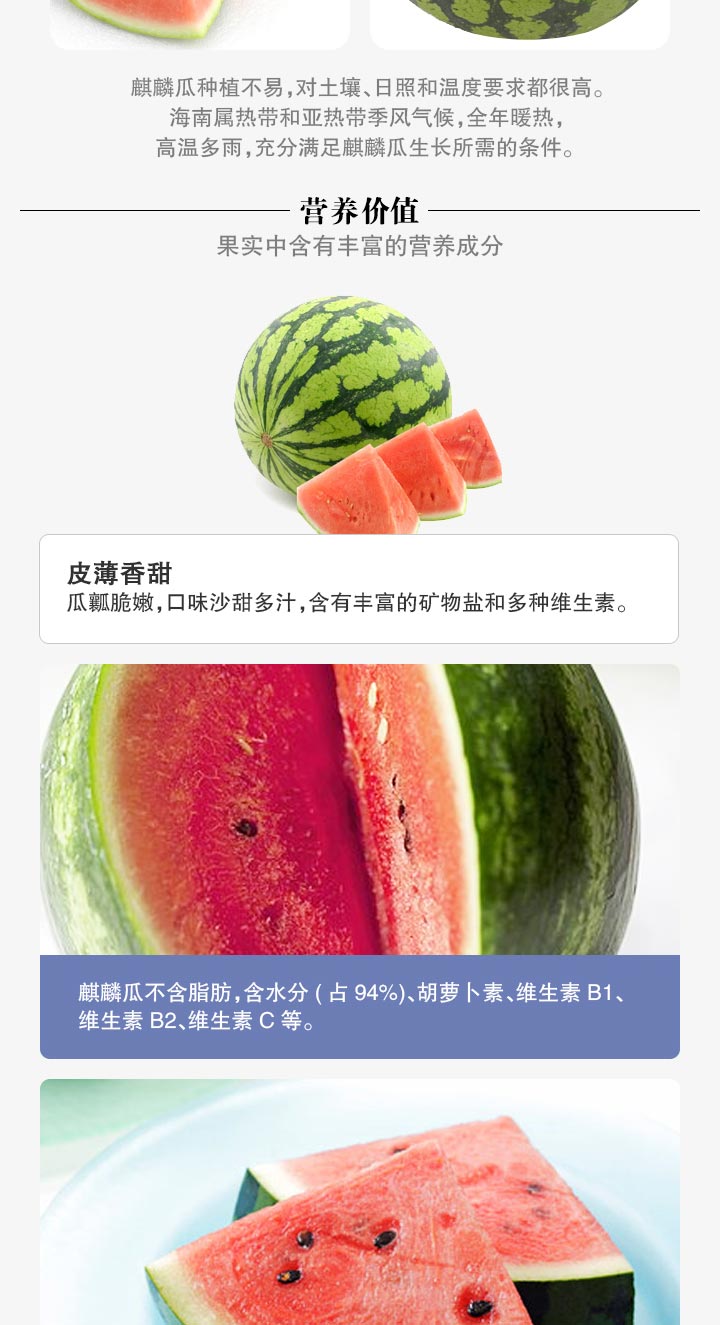 麒麟瓜种植不易,对土壤、日照和温度要求都很高。
海南属热带和亚热带季风气候,全年暖热,
高温多雨,充分满足麒麟瓜生长所需的条件。
营养价值
果实中含有丰富的营养成分
皮薄香甜
瓜瓤脆嫩,口味沙甜多汁,含有丰富的矿物盐和多种维生素。
麒麟瓜不含脂肪,含水分 ( 占 94%)、胡萝卜素、维生素 B1、
维生素 B2、维生素 C 等。